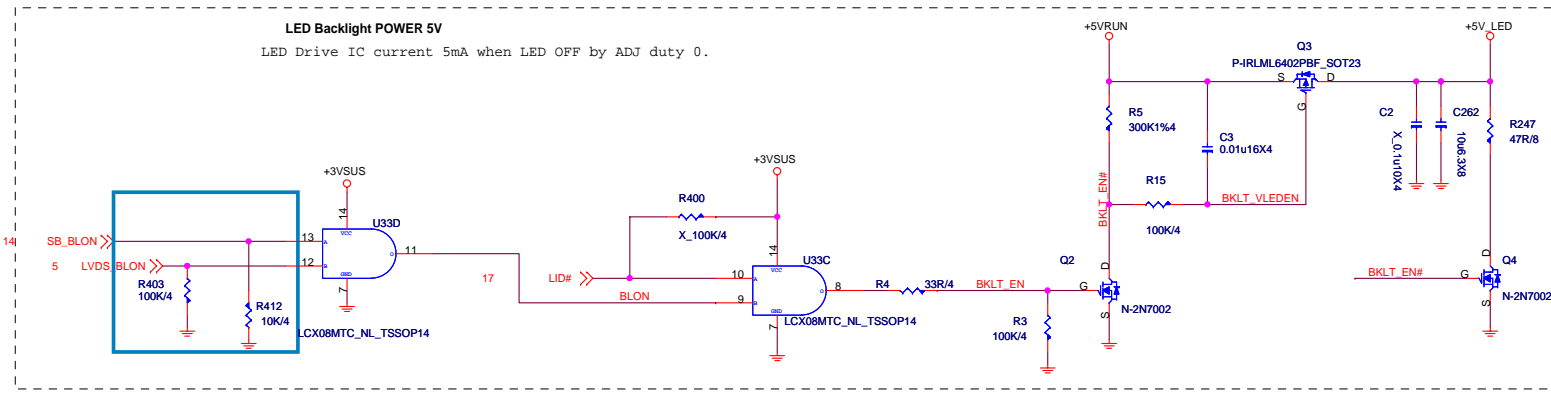 LED Backlight POWER 5V
LED Drive IC current 5mA when LED OFF by ADJ duty 0.
+5VRUN
+5V_LED
Q3
P-IRLML6402PBF_SOT23
S
D
G
R5
300K1%4
C3
0.01u16X4
C2
X_0.1u10X4
C262
10u6.3X8
R247
47R/8
+3VSUS
+3VSUS
R400
X_100K/4
BKLT_EN#
R15
100K/4
BKLT_VLEDEN
14
SB_BLON
5
LVDS_BLON
13
12
A
B
VCC
14
U33D
O
11
GND
7
LCX08MTC_NL_TSSOP14
R403
100K/4
R412
10K/4
17
LID#
BLON
10
9
A
B
VCC
14
U33C
O
8
GND
7
LCX08MTC_NL_TSSOP14
R4
33R/4
BKLT_EN
R3
100K/4
Q2
G
D
S
N-2N7002
BKLT_EN#
G
D
S
Q4
N-2N7002